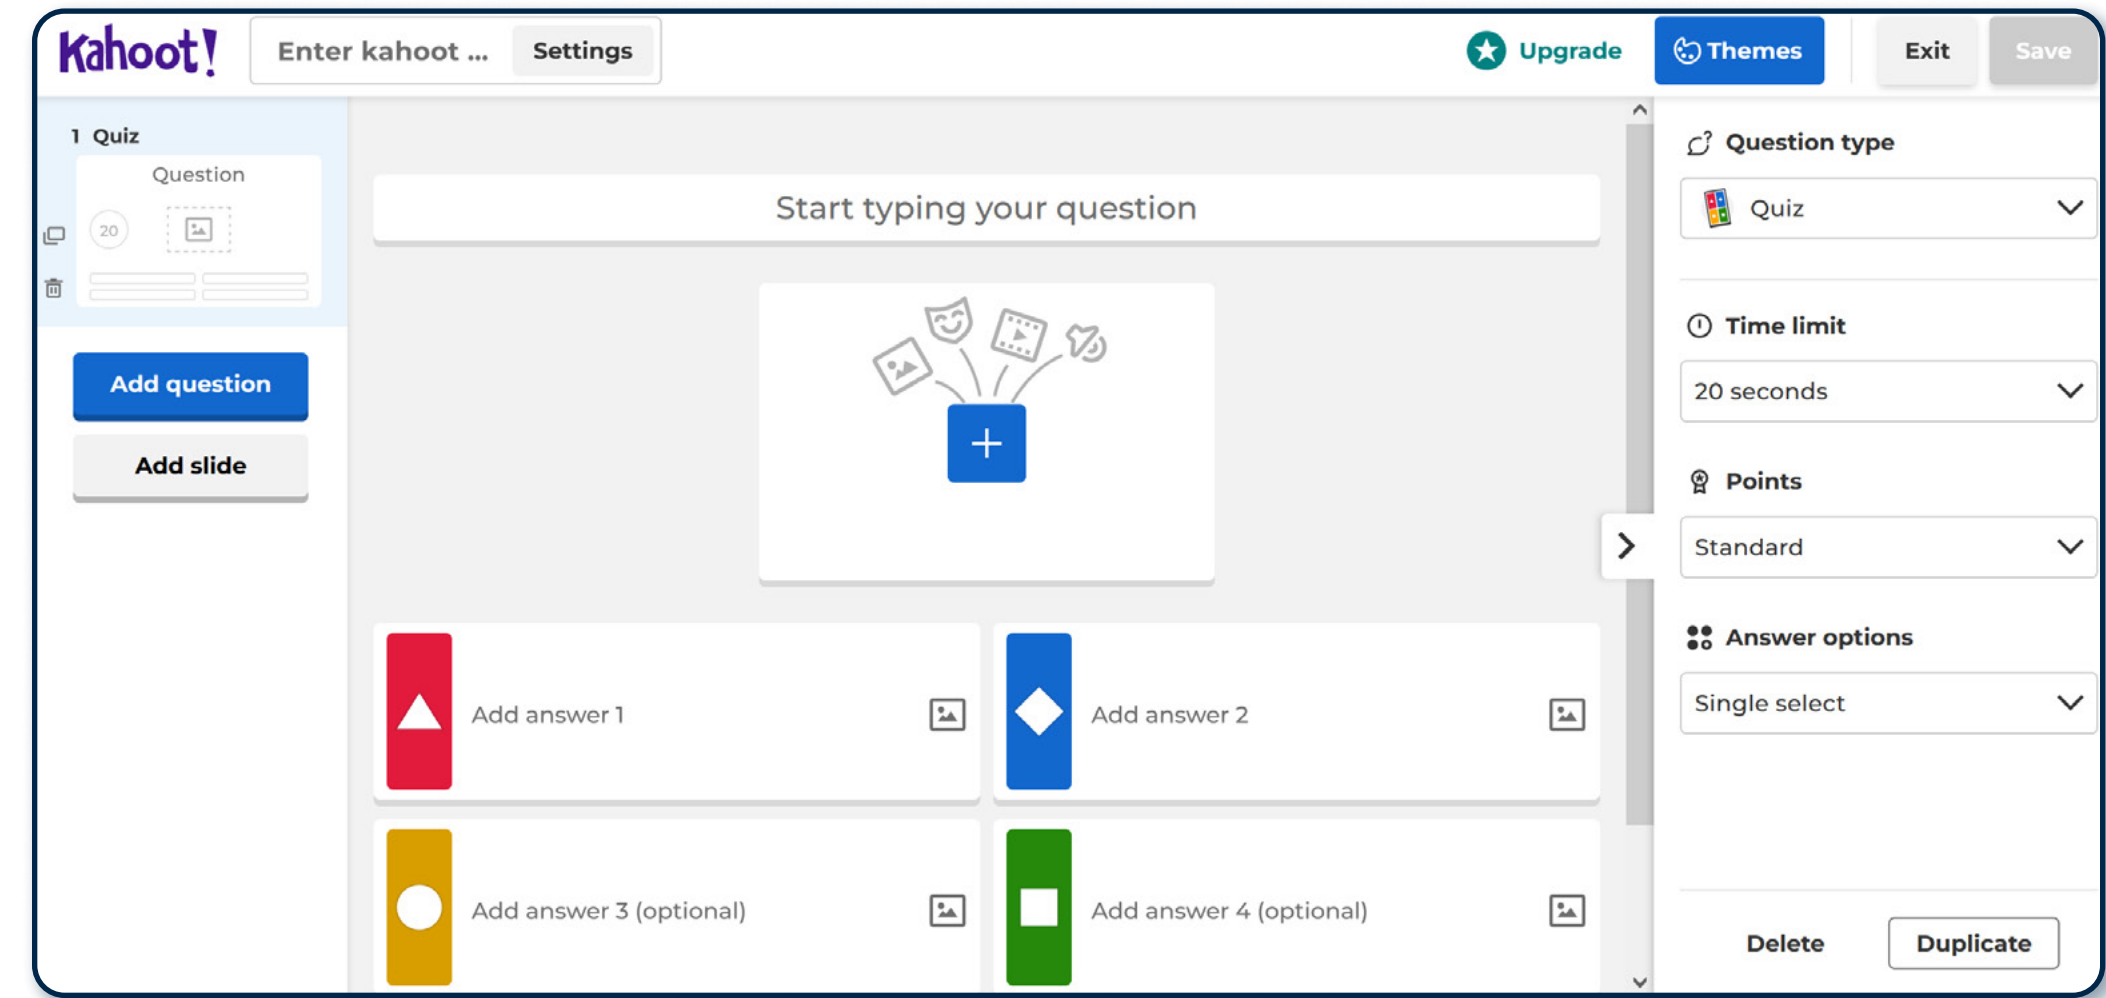 Kahoot!
Enter kahoot ...
Settings
Upgrade
Themes
Exit
Save
1 Quiz
Question
20
Add question
Add slide
Start typing your question
Add answer 1
Add answer 2
Add answer 3 (optional)
Add answer 4 (optional)
Question type
Quiz
Time limit
20 seconds
Points
Standard
Answer options
Single select
Delete
Duplicate